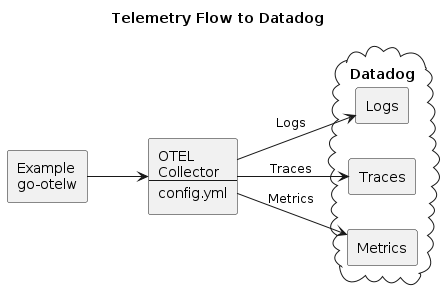 Telemetry Flow to Datadog
Datadog
Logs
Logs
OTEL
Collector
config.yml
Example
go-otelw
Traces
Traces
Metrics
Metrics